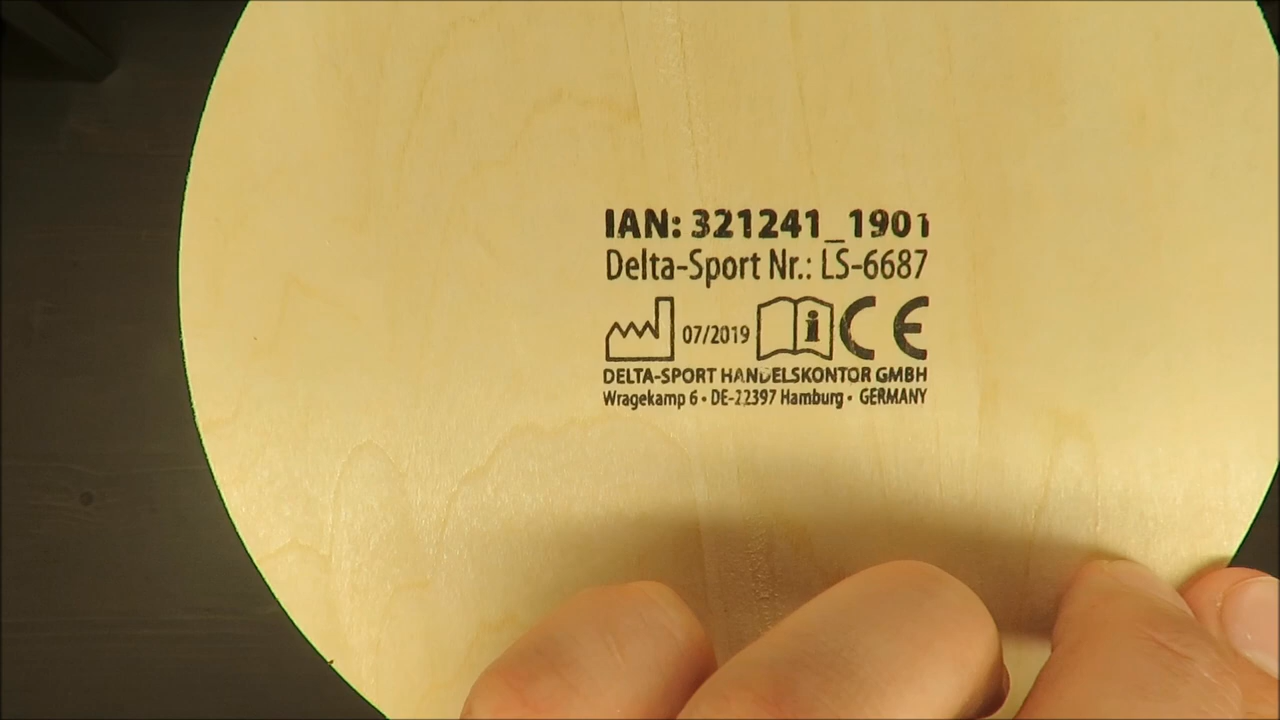 IAN: 321241_1901
Delta-Sport Nr.: LS-6687
07/2019 i CE
DELTA-SPORT HANDELSKONTOR GMBH
Wragekamp 6 • DE-22397 Hamburg • GERMANY